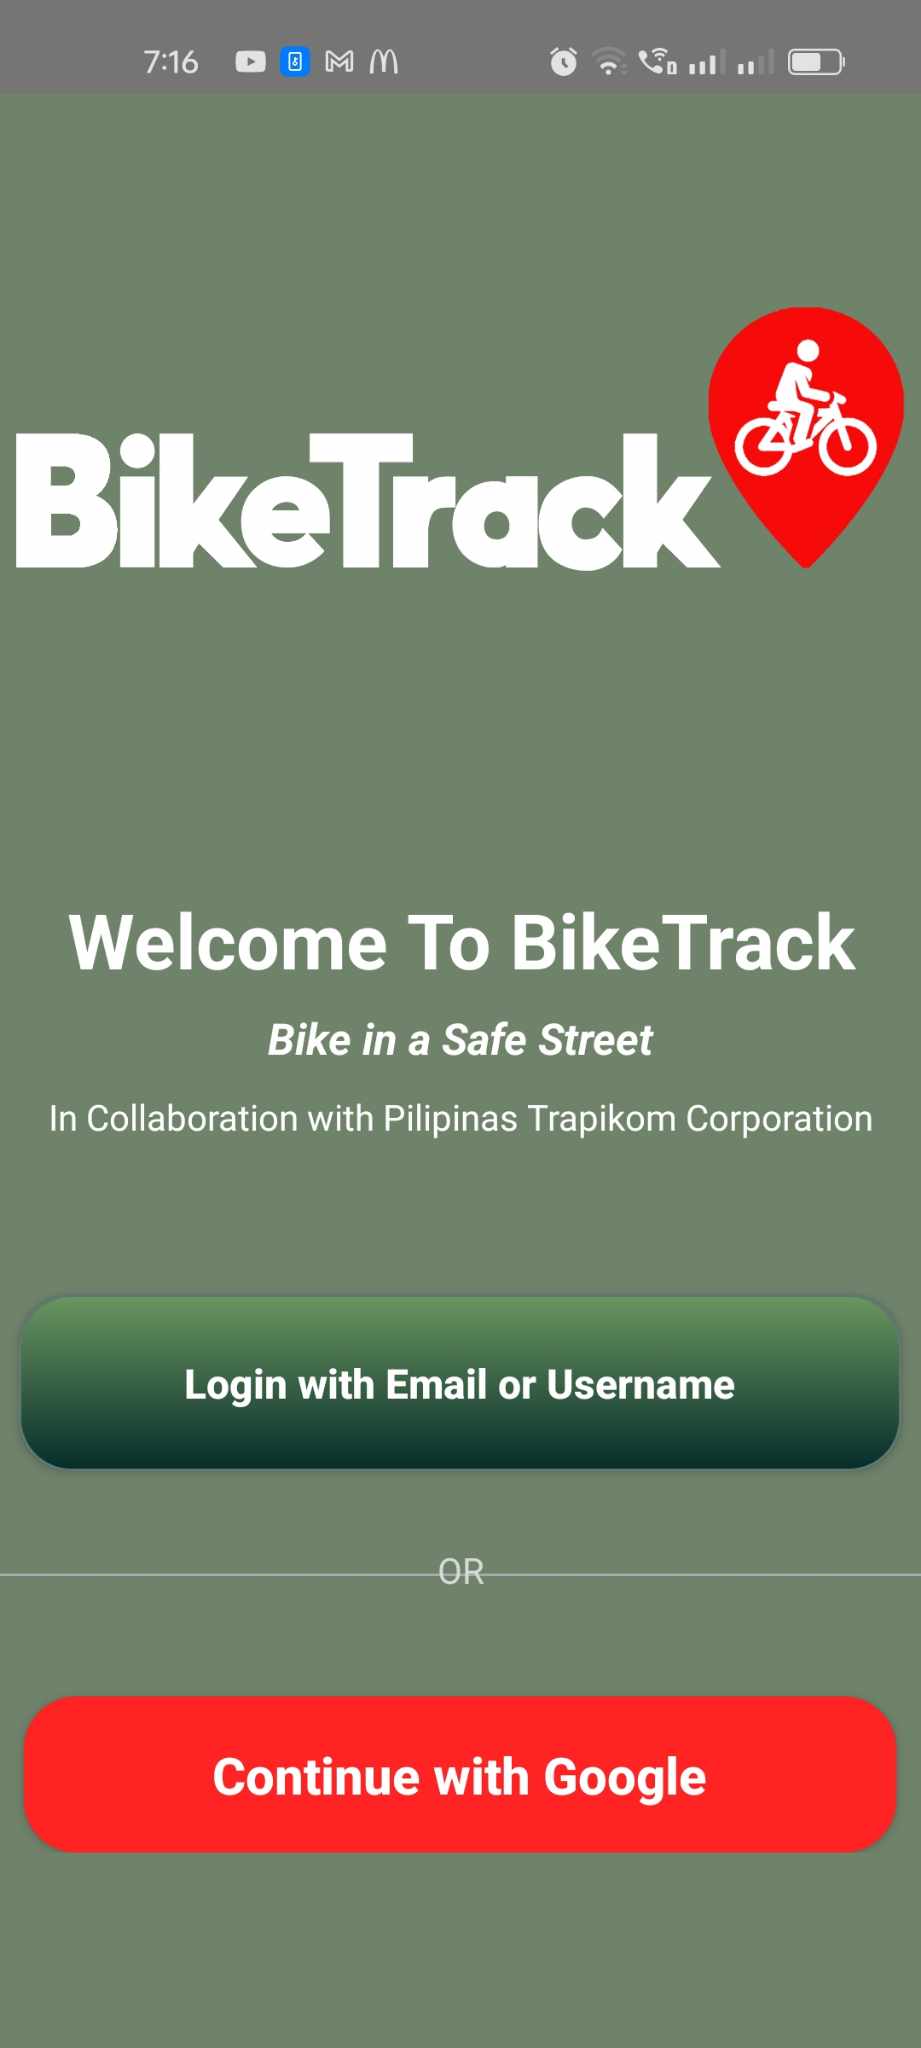 7:16
BikeTrack
Welcome To BikeTrack
Bike in a Safe Street
In Collaboration with Pilipinas Trapikom Corporation
Login with Email or Username
OR
Continue with Google